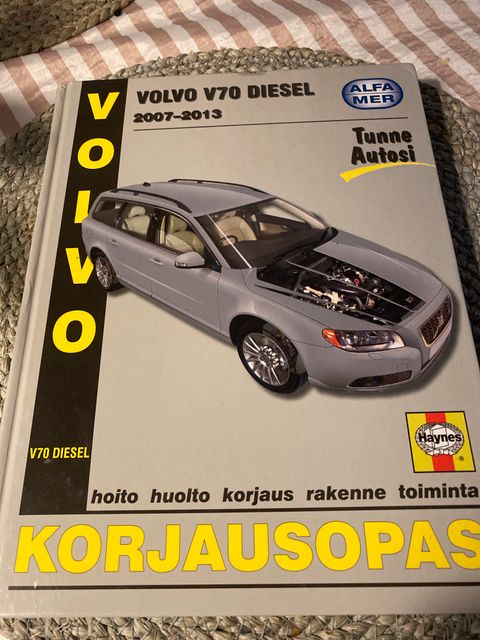 VOLVO V70 DIESEL
2007-2013
ALFA
MER
Tunne
Autosi
VOLVO
V70 DIESEL
Haynes
®
hoito huolto korjaus rakenne toiminta
KORJAUSOPAS